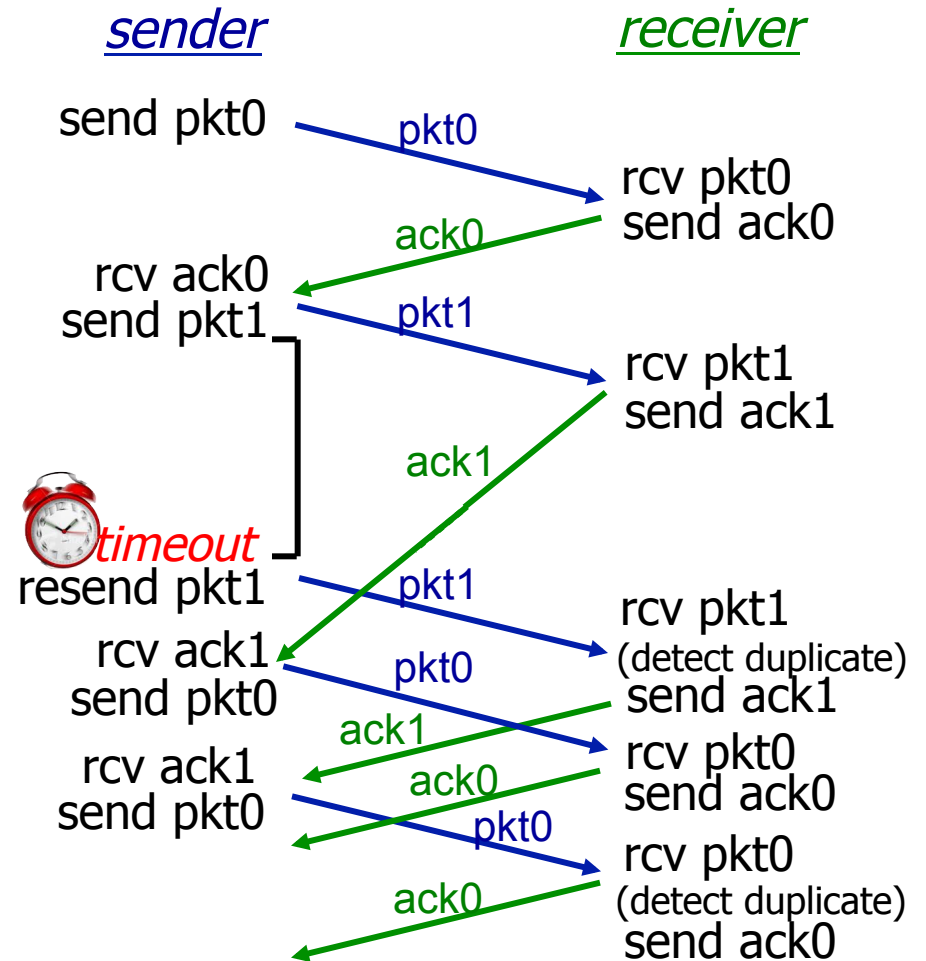 sender
receiver
send pkt0
pkt0
rcv pkt0
send ack0
ack0
rcv ack0
send pkt1
pkt1
rcv pkt1
send ack1
ack1
timeout
resend pkt1
pkt1
rcv pkt1
(detect duplicate)
send ack1
rcv ack1
send pkt0
pkt0
ack1
rcv pkt0
send ack0
rcv ack1
send pkt0
ack0
pkt0
rcv pkt0
(detect duplicate)
send ack0
ack0